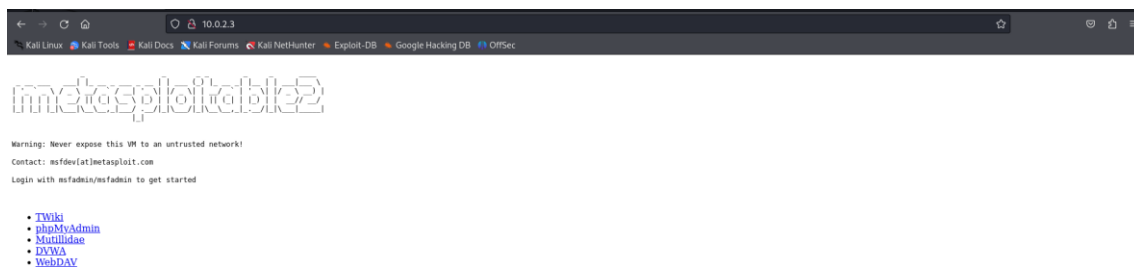 10.0.2.3
Kali Linux Kali Tools Kali Docs Kali Forums Kali NetHunter Exploit-DB Google Hacking DB OffSec
metasploitable2
Warning: Never expose this VM to an untrusted network!
Contact: msfdev[at]metasploit.com
Login with msfadmin/msfadmin to get started
TWiki
phpMyAdmin
Mutillidae
DVWA
WebDAV